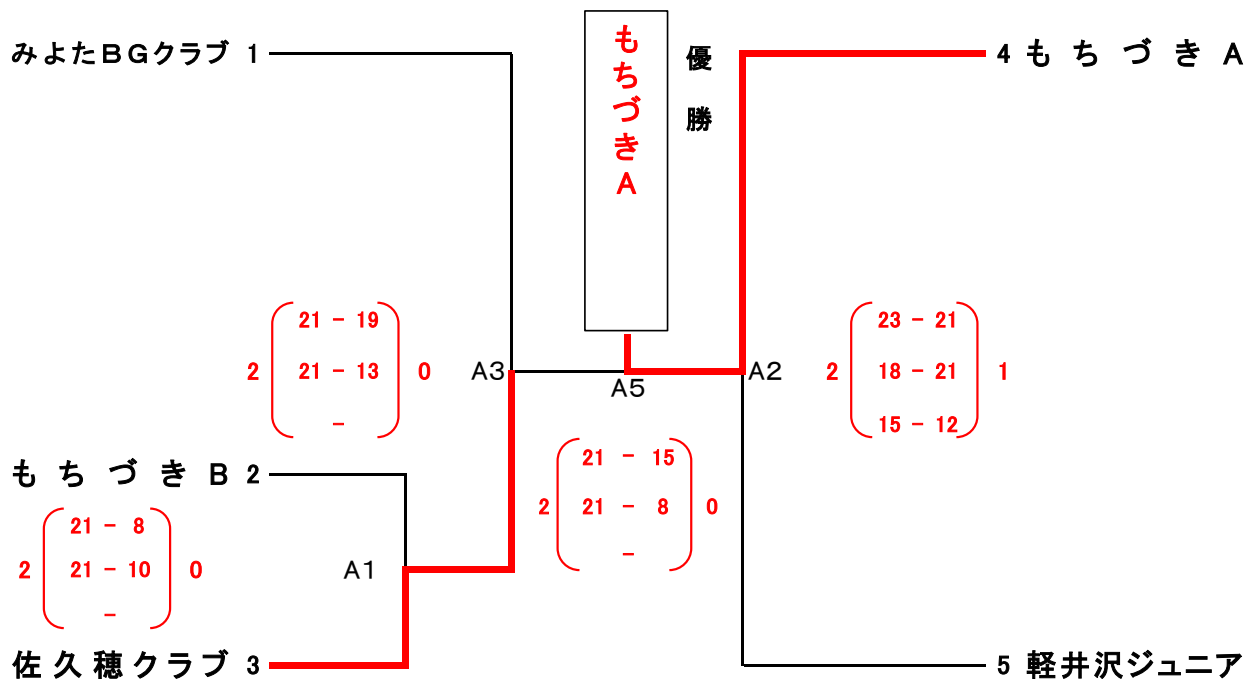 みよたBGクラブ 1
もちづきA
優勝
4 もちづきA
2 21 - 19 0
21 - 13
-
A3
A5
A2
2 23 - 21 1
18 - 21
15 - 12
もちづきB 2
2 21 - 15 0
21 - 8
-
2 21 - 8 0
21 - 10
-
A1
佐久穂クラブ 3
5 軽井沢ジュニア